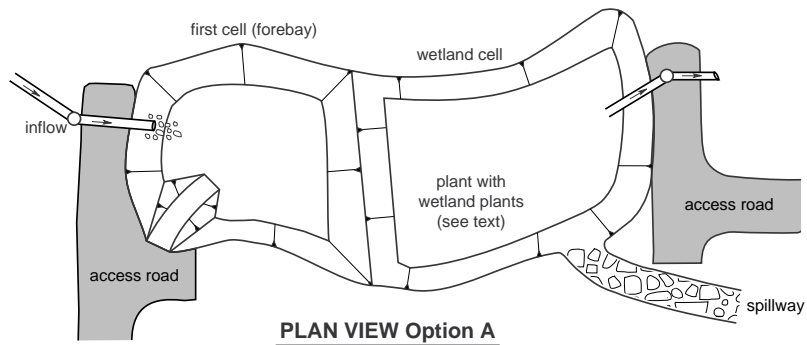 first cell (forebay)
wetland cell
inflow
plant with
wetland plants
(see text)
access road
access road
spillway
PLAN VIEW Option A